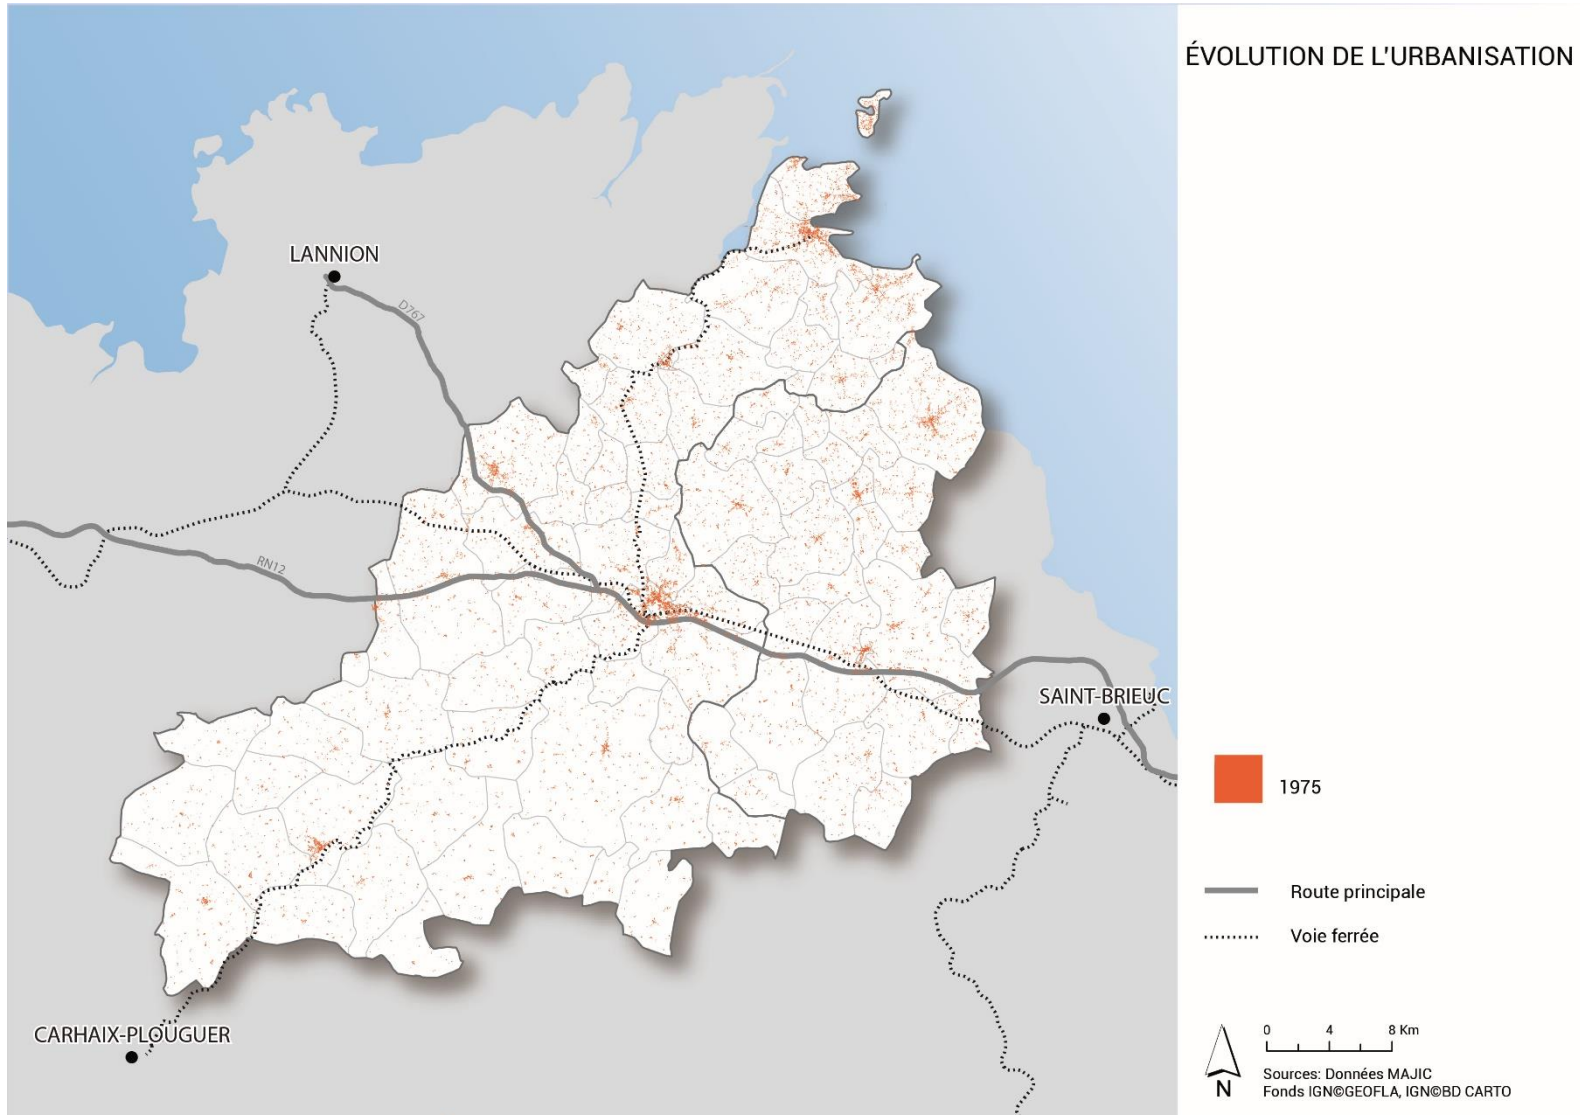 ÉVOLUTION DE L'URBANISATION
LANNION
D767
RN12
SAINT-BRIEUC
CARHAIX-PLOUGUER
1975
Route principale
Voie ferrée
0 4 8 Km
N
Sources: Données MAJIC
Fonds IGN©GEOFLA, IGN©BD CARTO